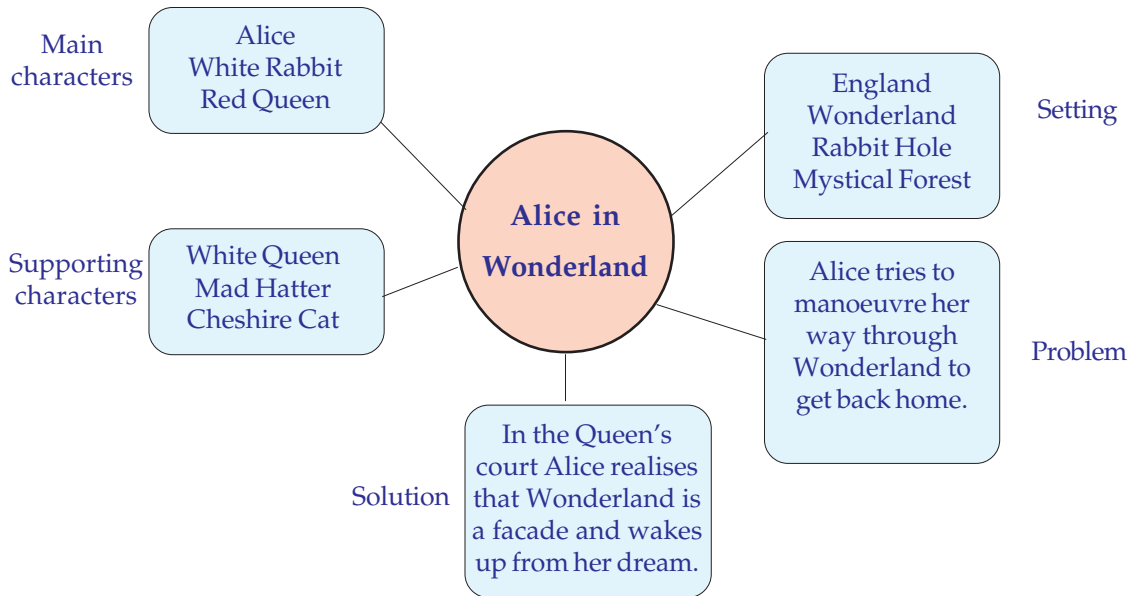 Main
characters
Alice
White Rabbit
Red Queen
England
Wonderland
Rabbit Hole
Mystical Forest
Setting
Alice in
Wonderland
Supporting
characters
White Queen
Mad Hatter
Cheshire Cat
Alice tries to
manoeuvre her
way through
Wonderland to
get back home.
Problem
Solution
In the Queen's
court Alice realises
that Wonderland is
a facade and wakes
up from her dream.